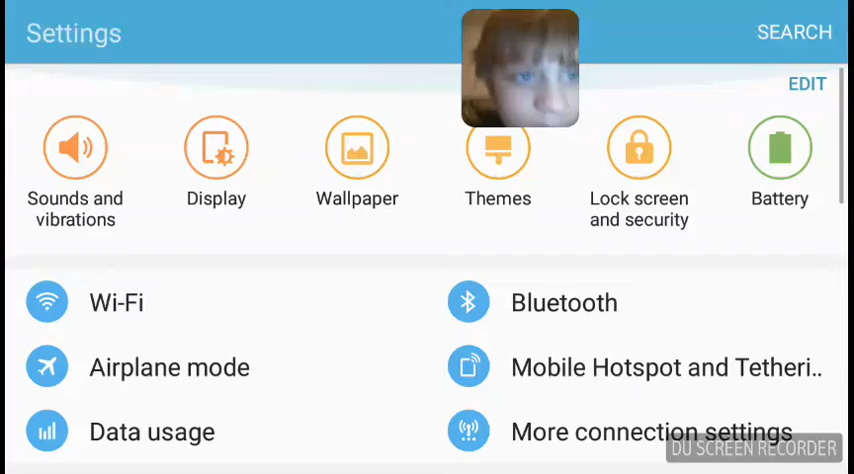 Settings
SEARCH
EDIT
Sounds and vibrations
Display
Wallpaper
Themes
Lock screen and security
Battery
Wi-Fi
Bluetooth
Airplane mode
Mobile Hotspot and Tetheri..
Data usage
More connection settings
DU SCREEN RECORDER